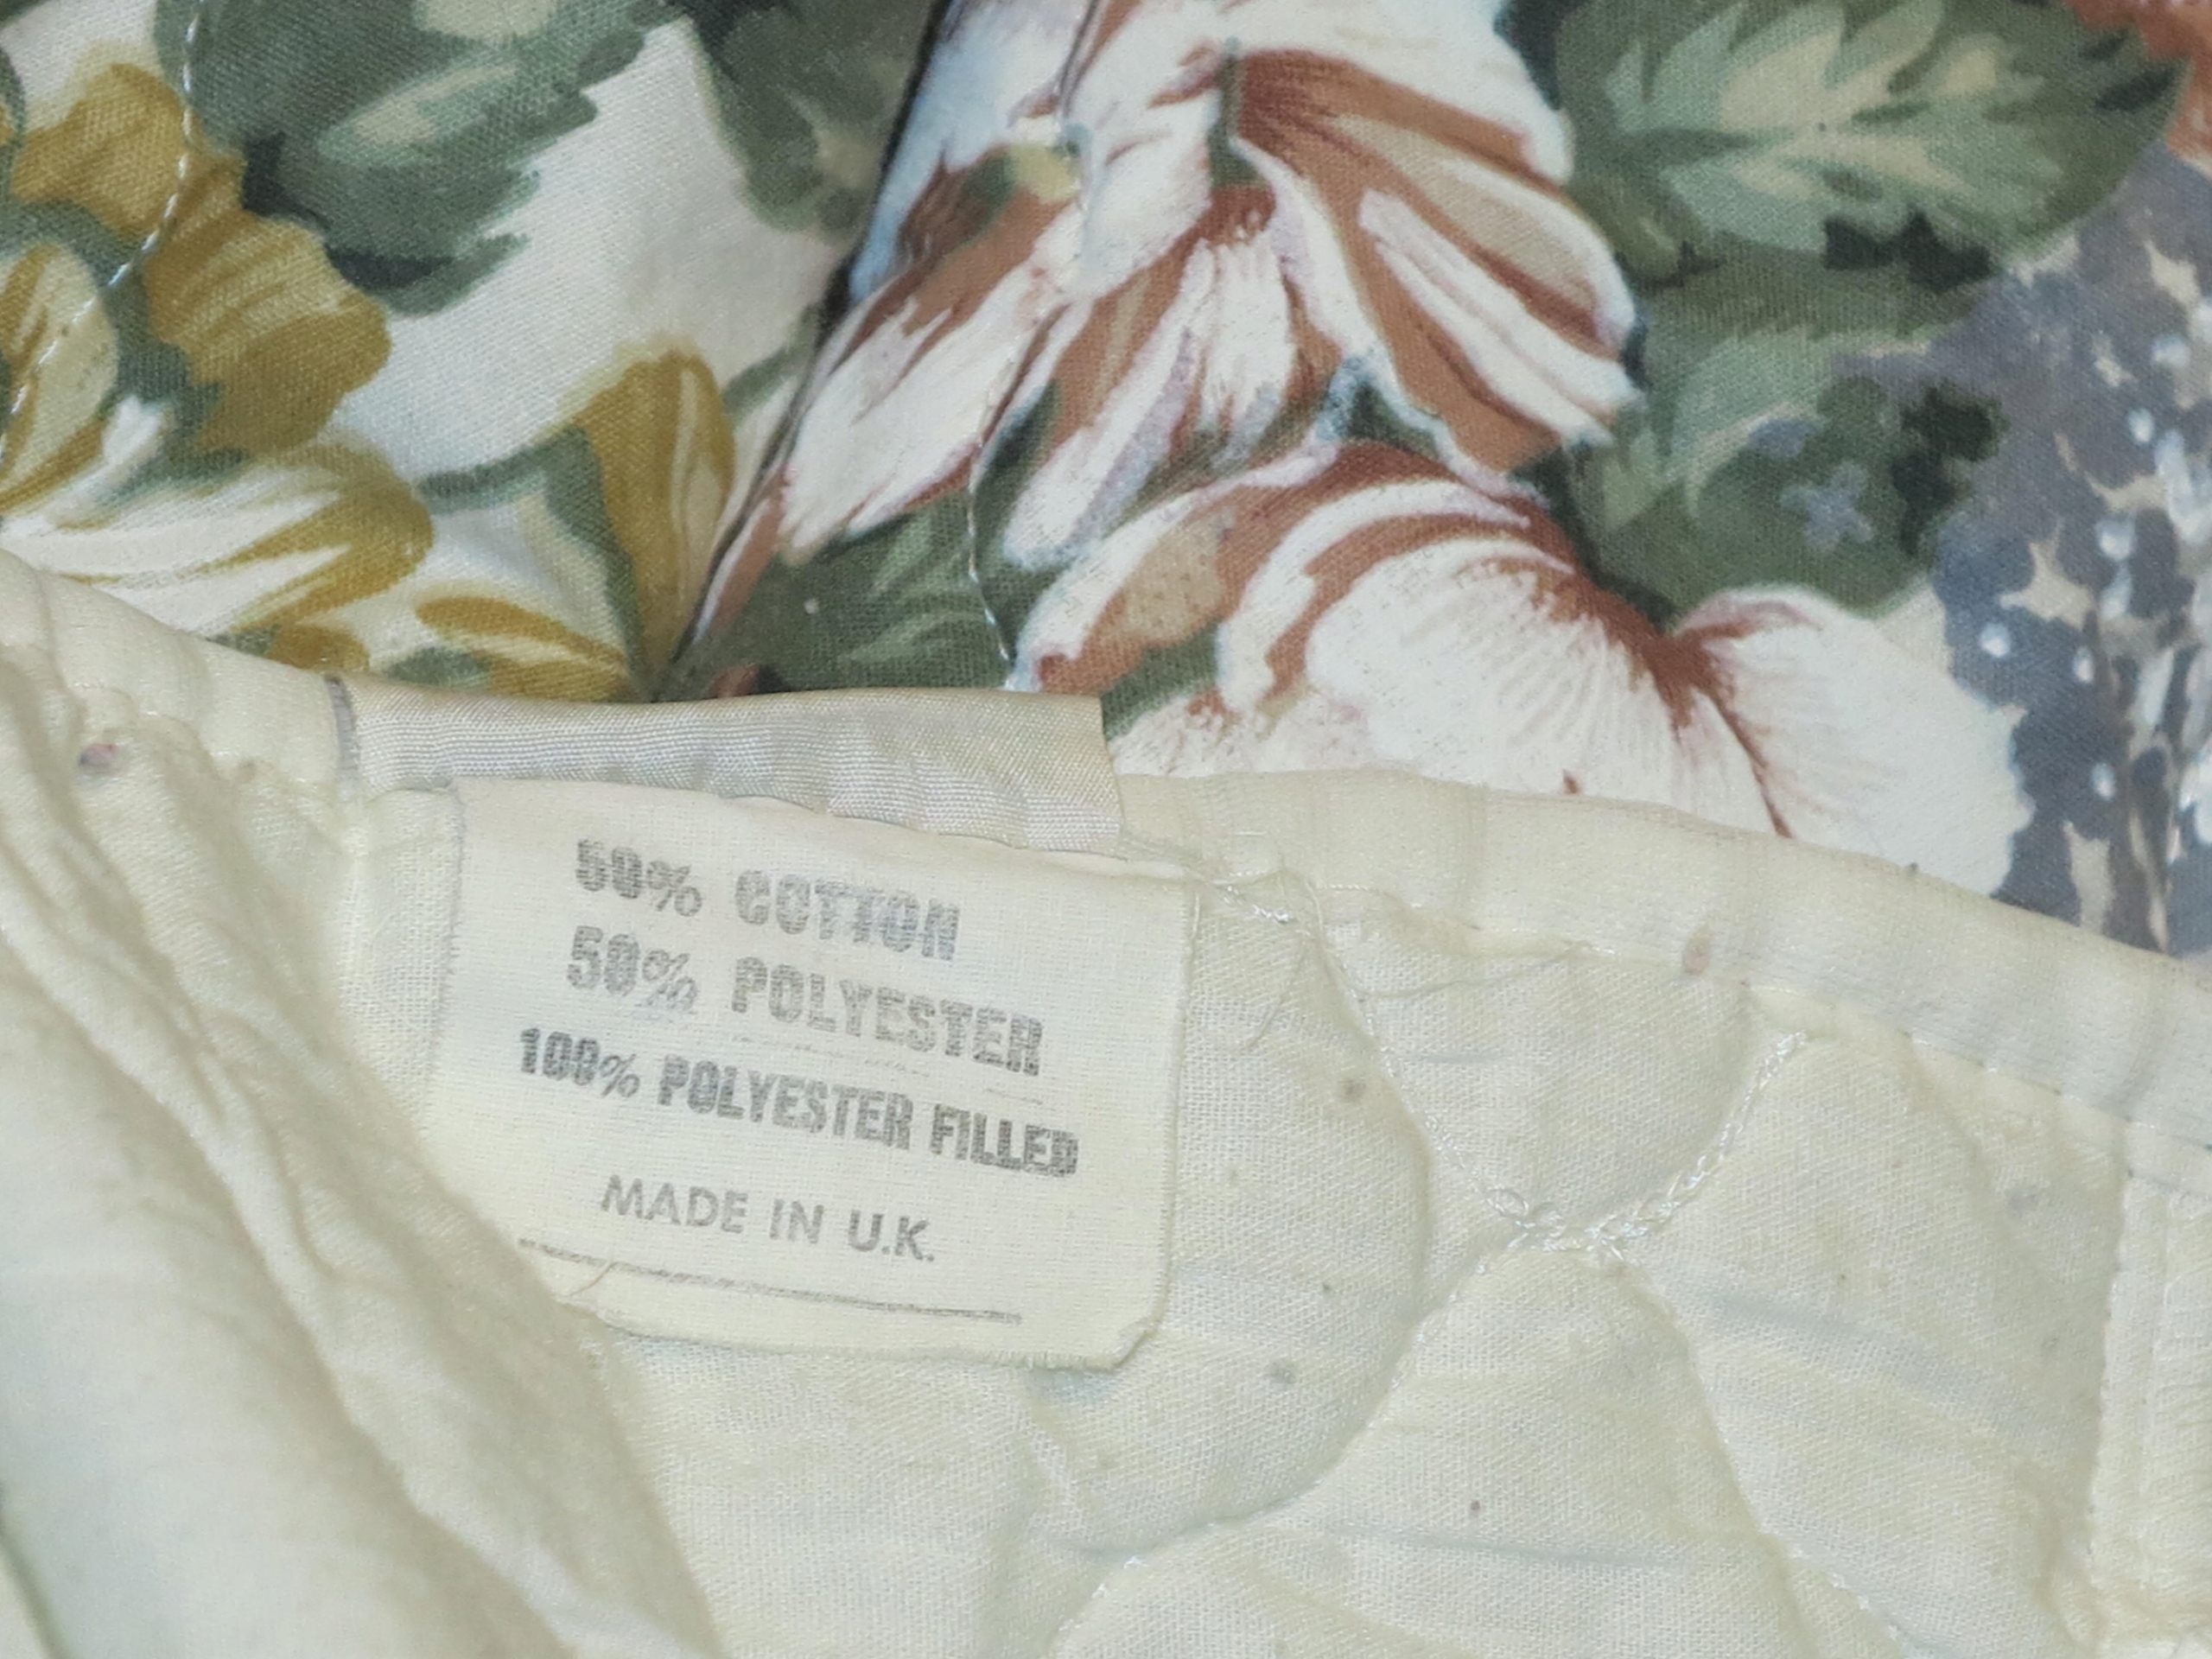 50% COTTON
50% POLYESTER
100% POLYESTER FILLED
MADE IN U.K.